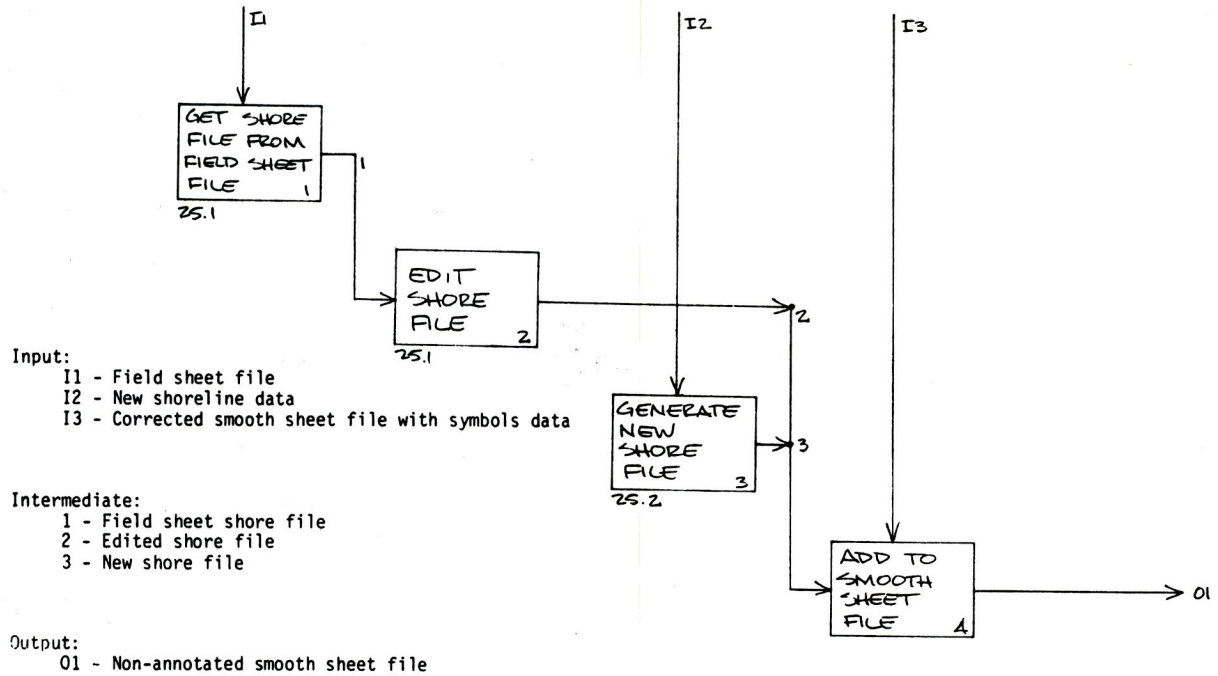 I1
I2
I3
GET SHORE
FILE FROM
FIELD SHEET
FILE 1
25.1
1
EDIT
SHORE
FILE 2
25.1
2
Input:
I1 - Field sheet file
I2 - New shoreline data
I3 - Corrected smooth sheet file with symbols data
GENERATE
NEW
SHORE
FILE 3
25.2
3
Intermediate:
1 - Field sheet shore file
2 - Edited shore file
3 - New shore file
ADD TO
SMOOTH
SHEET
FILE 4
O1
Output:
O1 - Non-annotated smooth sheet file